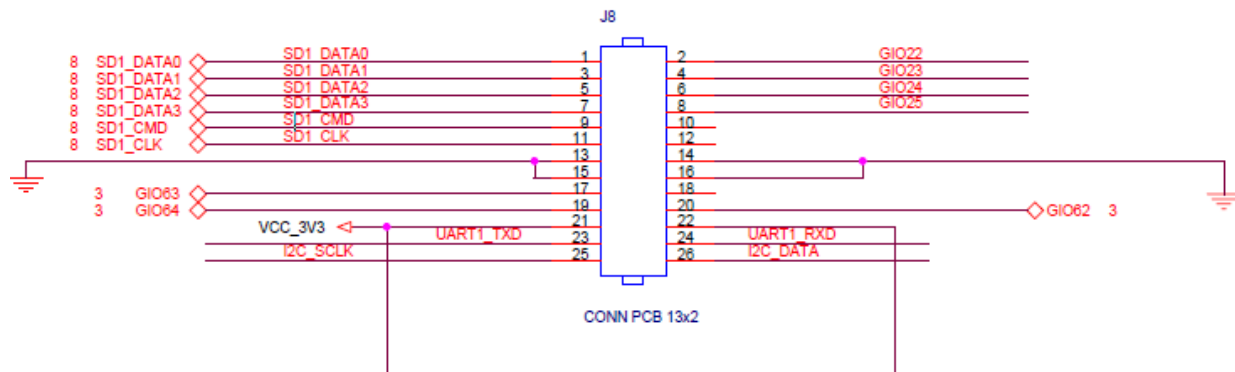 J8
8 SD1_DATA0 SD1_DATA0 1 2 GIO22
8 SD1_DATA1 SD1_DATA1 3 4 GIO23
8 SD1_DATA2 SD1_DATA2 5 6 GIO24
8 SD1_DATA3 SD1_DATA3 7 8 GIO25
8 SD1_CMD SD1_CMD 9 10
8 SD1_CLK SD1_CLK 11 12
13 14
15 16
3 GIO63 17 18
3 GIO64 19 20 GIO62 3
VCC_3V3 21 22
UART1_TXD 23 24 UART1_RXD
I2C_SCLK 25 26 I2C_DATA
CONN PCB 13x2